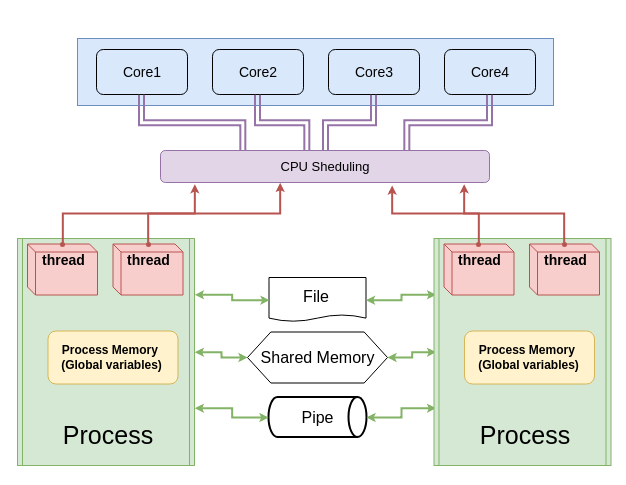 Core1
Core2
Core3
Core4
CPU Sheduling
thread
thread
thread
thread
File
Process Memory
(Global variables)
Shared Memory
Process Memory
(Global variables)
Pipe
Process
Process